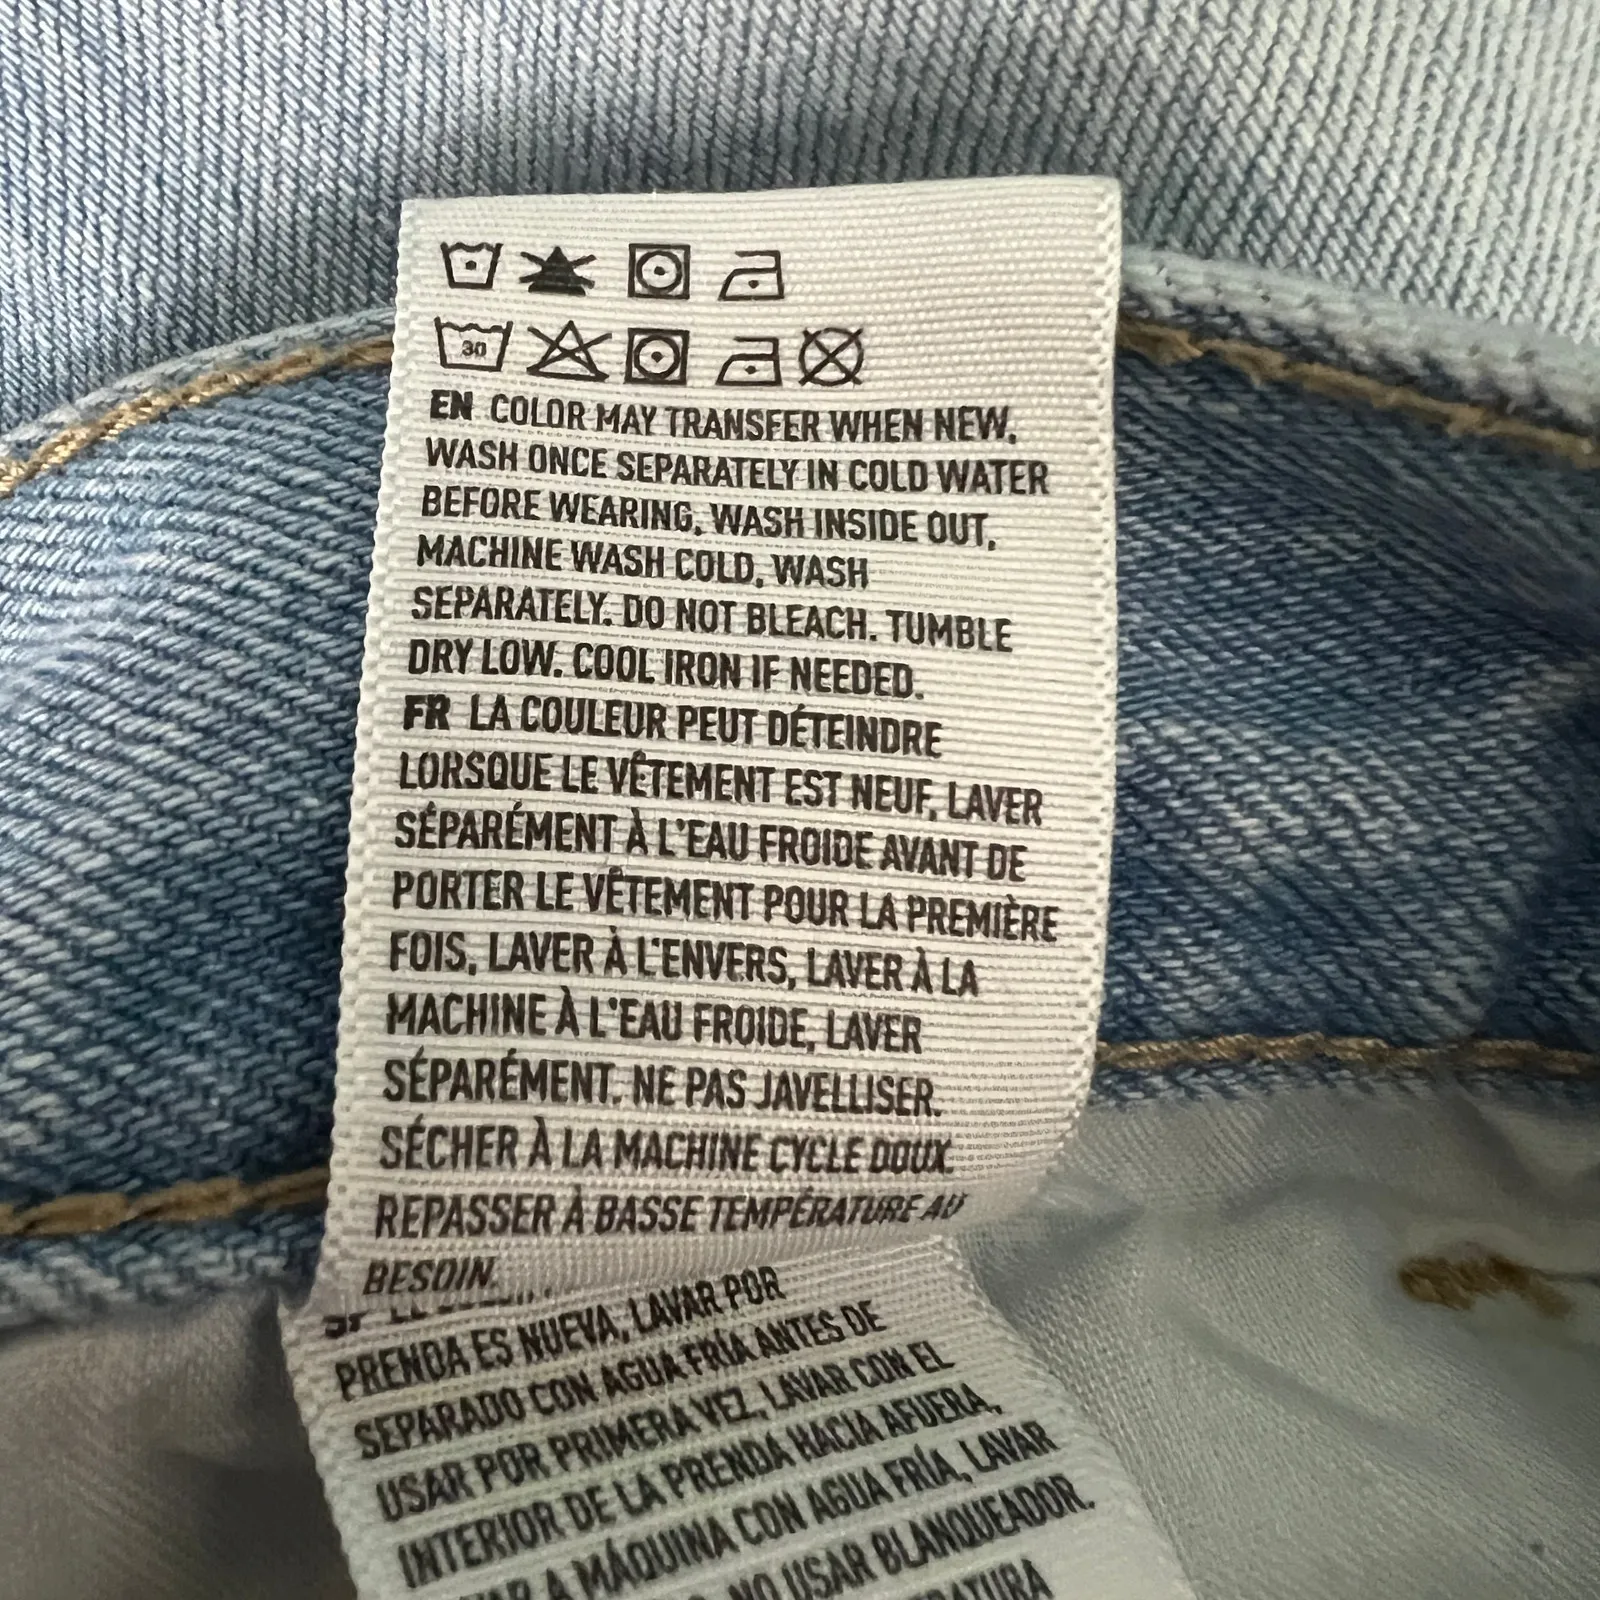 30
EN COLOR MAY TRANSFER WHEN NEW.
WASH ONCE SEPARATELY IN COLD WATER
BEFORE WEARING, WASH INSIDE OUT,
MACHINE WASH COLD, WASH
SEPARATELY. DO NOT BLEACH. TUMBLE
DRY LOW. COOL IRON IF NEEDED.
FR LA COULEUR PEUT DÉTEINDRE
LORSQUE LE VÊTEMENT EST NEUF, LAVER
SÉPARÉMENT À L'EAU FROIDE AVANT DE
PORTER LE VÊTEMENT POUR LA PREMIÈRE
FOIS, LAVER À L'ENVERS, LAVER À LA
MACHINE À L'EAU FROIDE, LAVER
SÉPARÉMENT. NE PAS JAVELLISER.
SÉCHER À LA MACHINE CYCLE DOUX.
REPASSER À BASSE TEMPÉRATURE AU
BESOIN.
PRENDA ES NUEVA, LAVAR POR
SEPARADO CON AGUA FRÍA ANTES DE
USAR POR PRIMERA VEZ, LAVAR CON EL
INTERIOR DE LA PRENDA HACIA AFUERA,
A MÁQUINA CON AGUA FRÍA, LAVAR
NO USAR BLANQUEADOR.